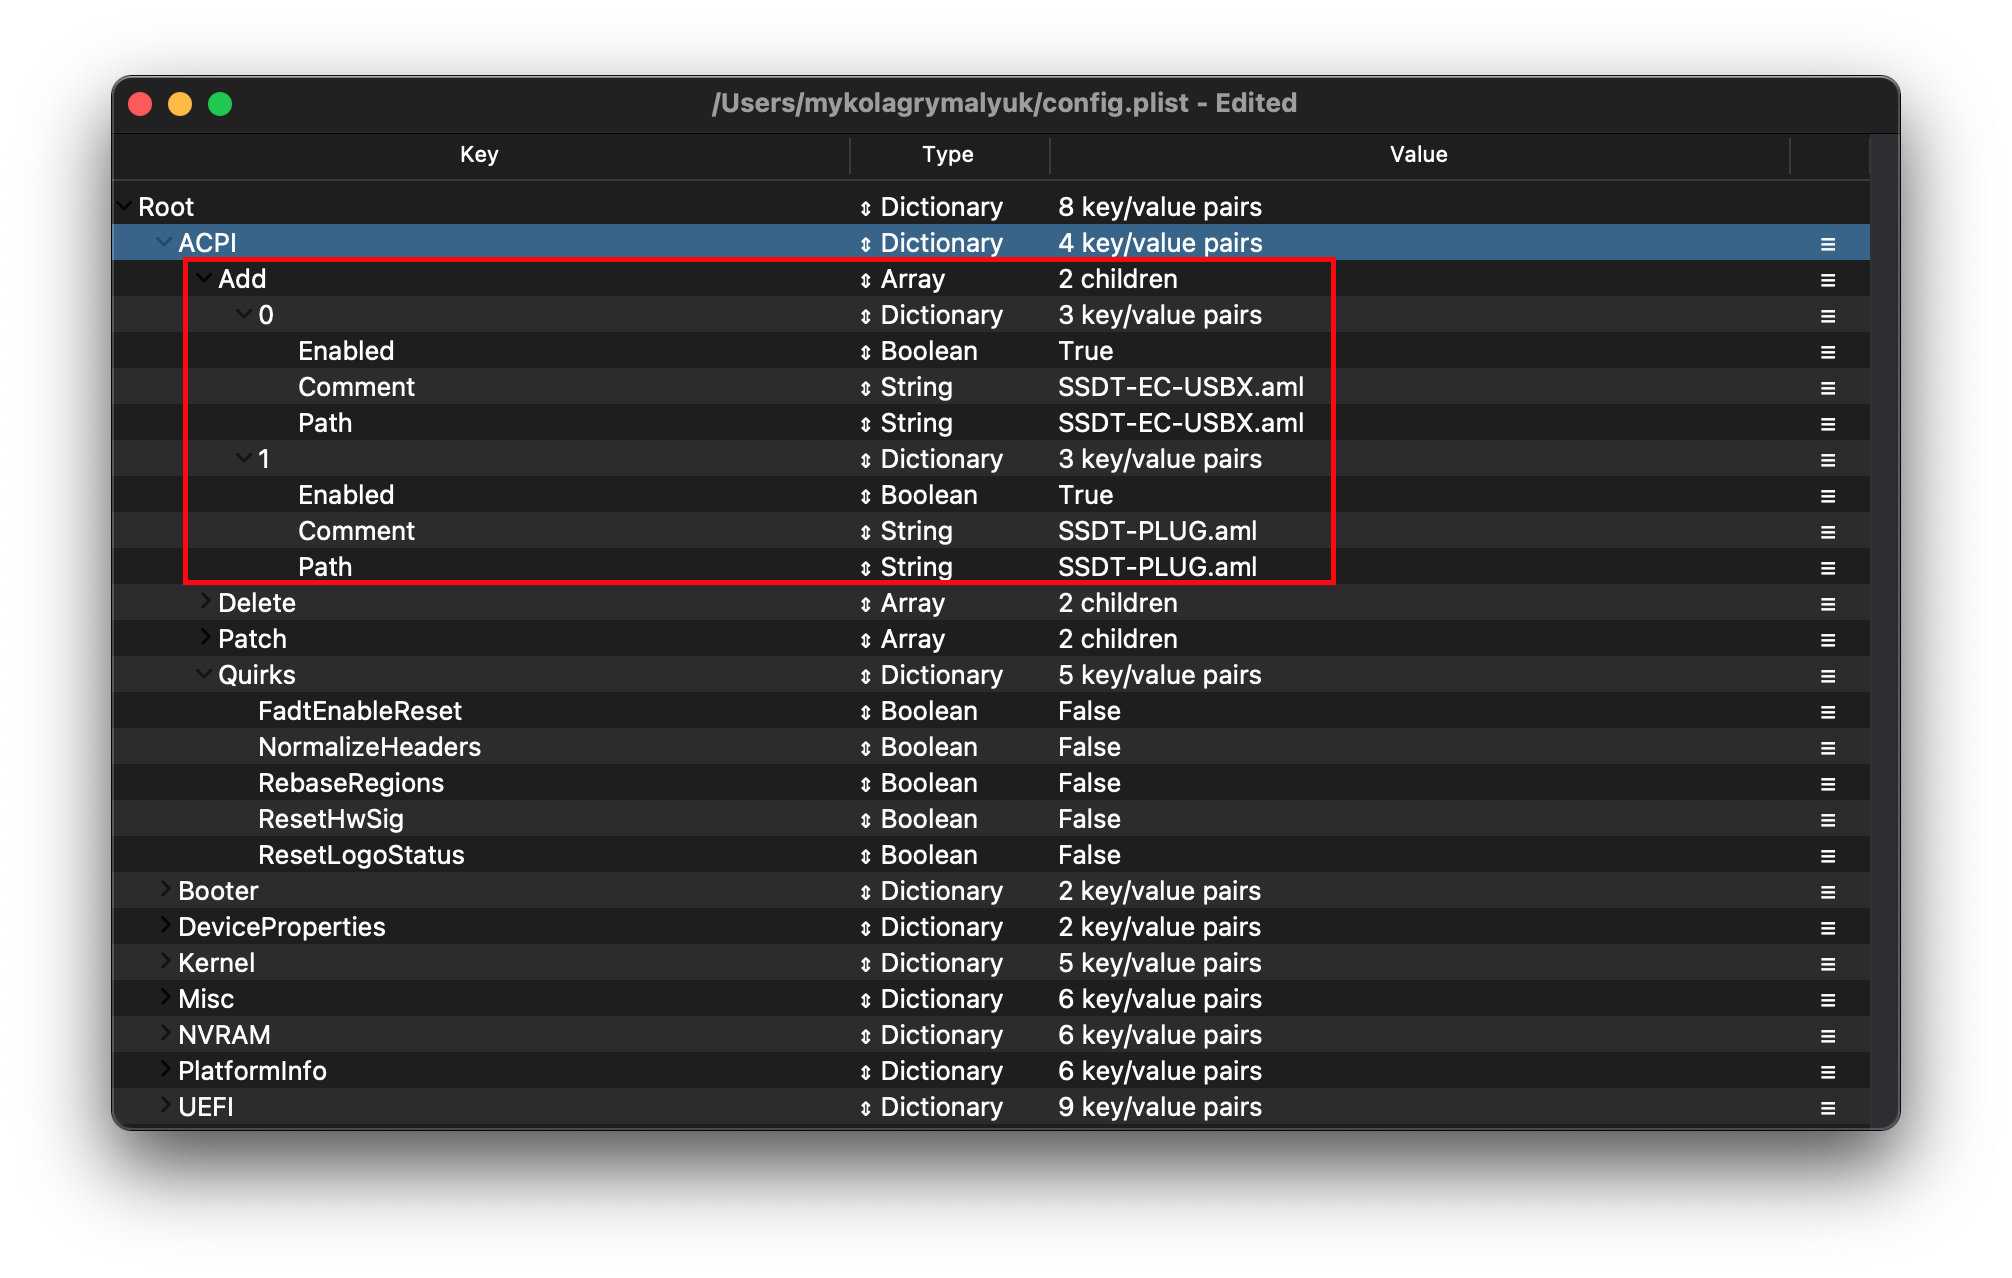 /Users/mykolagrymalyuk/config.plist - Edited
Key Type Value
Root Dictionary 8 key/value pairs
ACPI Dictionary 4 key/value pairs
Add Array 2 children
0 Dictionary 3 key/value pairs
Enabled Boolean True
Comment String SSDT-EC-USBX.aml
Path String SSDT-EC-USBX.aml
1 Dictionary 3 key/value pairs
Enabled Boolean True
Comment String SSDT-PLUG.aml
Path String SSDT-PLUG.aml
Delete Array 2 children
Patch Array 2 children
Quirks Dictionary 5 key/value pairs
FadtEnableReset Boolean False
NormalizeHeaders Boolean False
RebaseRegions Boolean False
ResetHwSig Boolean False
ResetLogoStatus Boolean False
Booter Dictionary 2 key/value pairs
DeviceProperties Dictionary 2 key/value pairs
Kernel Dictionary 5 key/value pairs
Misc Dictionary 6 key/value pairs
NVRAM Dictionary 6 key/value pairs
PlatformInfo Dictionary 6 key/value pairs
UEFI Dictionary 9 key/value pairs